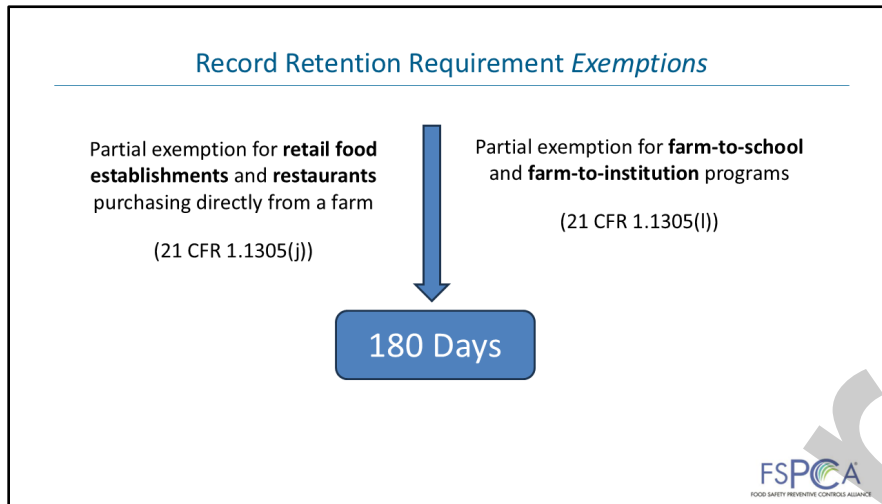 Record Retention Requirement Exemptions
Partial exemption for retail food
establishments and restaurants
purchasing directly from a farm
(21 CFR 1.1305(j))
Partial exemption for farm-to-school
and farm-to-institution programs
(21 CFR 1.1305(l))
180 Days
FSPCA
FOOD SAFETY PREVENTIVE CONTROLS ALLIANCE